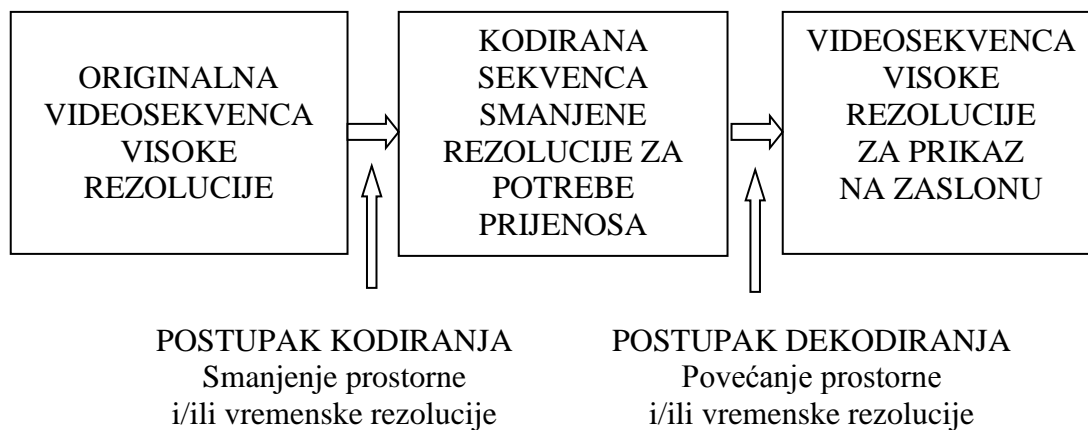 ORIGINALNA
VIDEOSEKVENCA
VISOKE
REZOLUCIJE
KODIRANA
SEKVENCA
SMANJENE
REZOLUCIJE ZA
POTREBE
PRIJENOSA
VIDEOSEKVENCA
VISOKE
REZOLUCIJE
ZA PRIKAZ
NA ZASLONU
POSTUPAK KODIRANJA
Smanjenje prostorne
i/ili vremenske rezolucije
POSTUPAK DEKODIRANJA
Povećanje prostorne
i/ili vremenske rezolucije